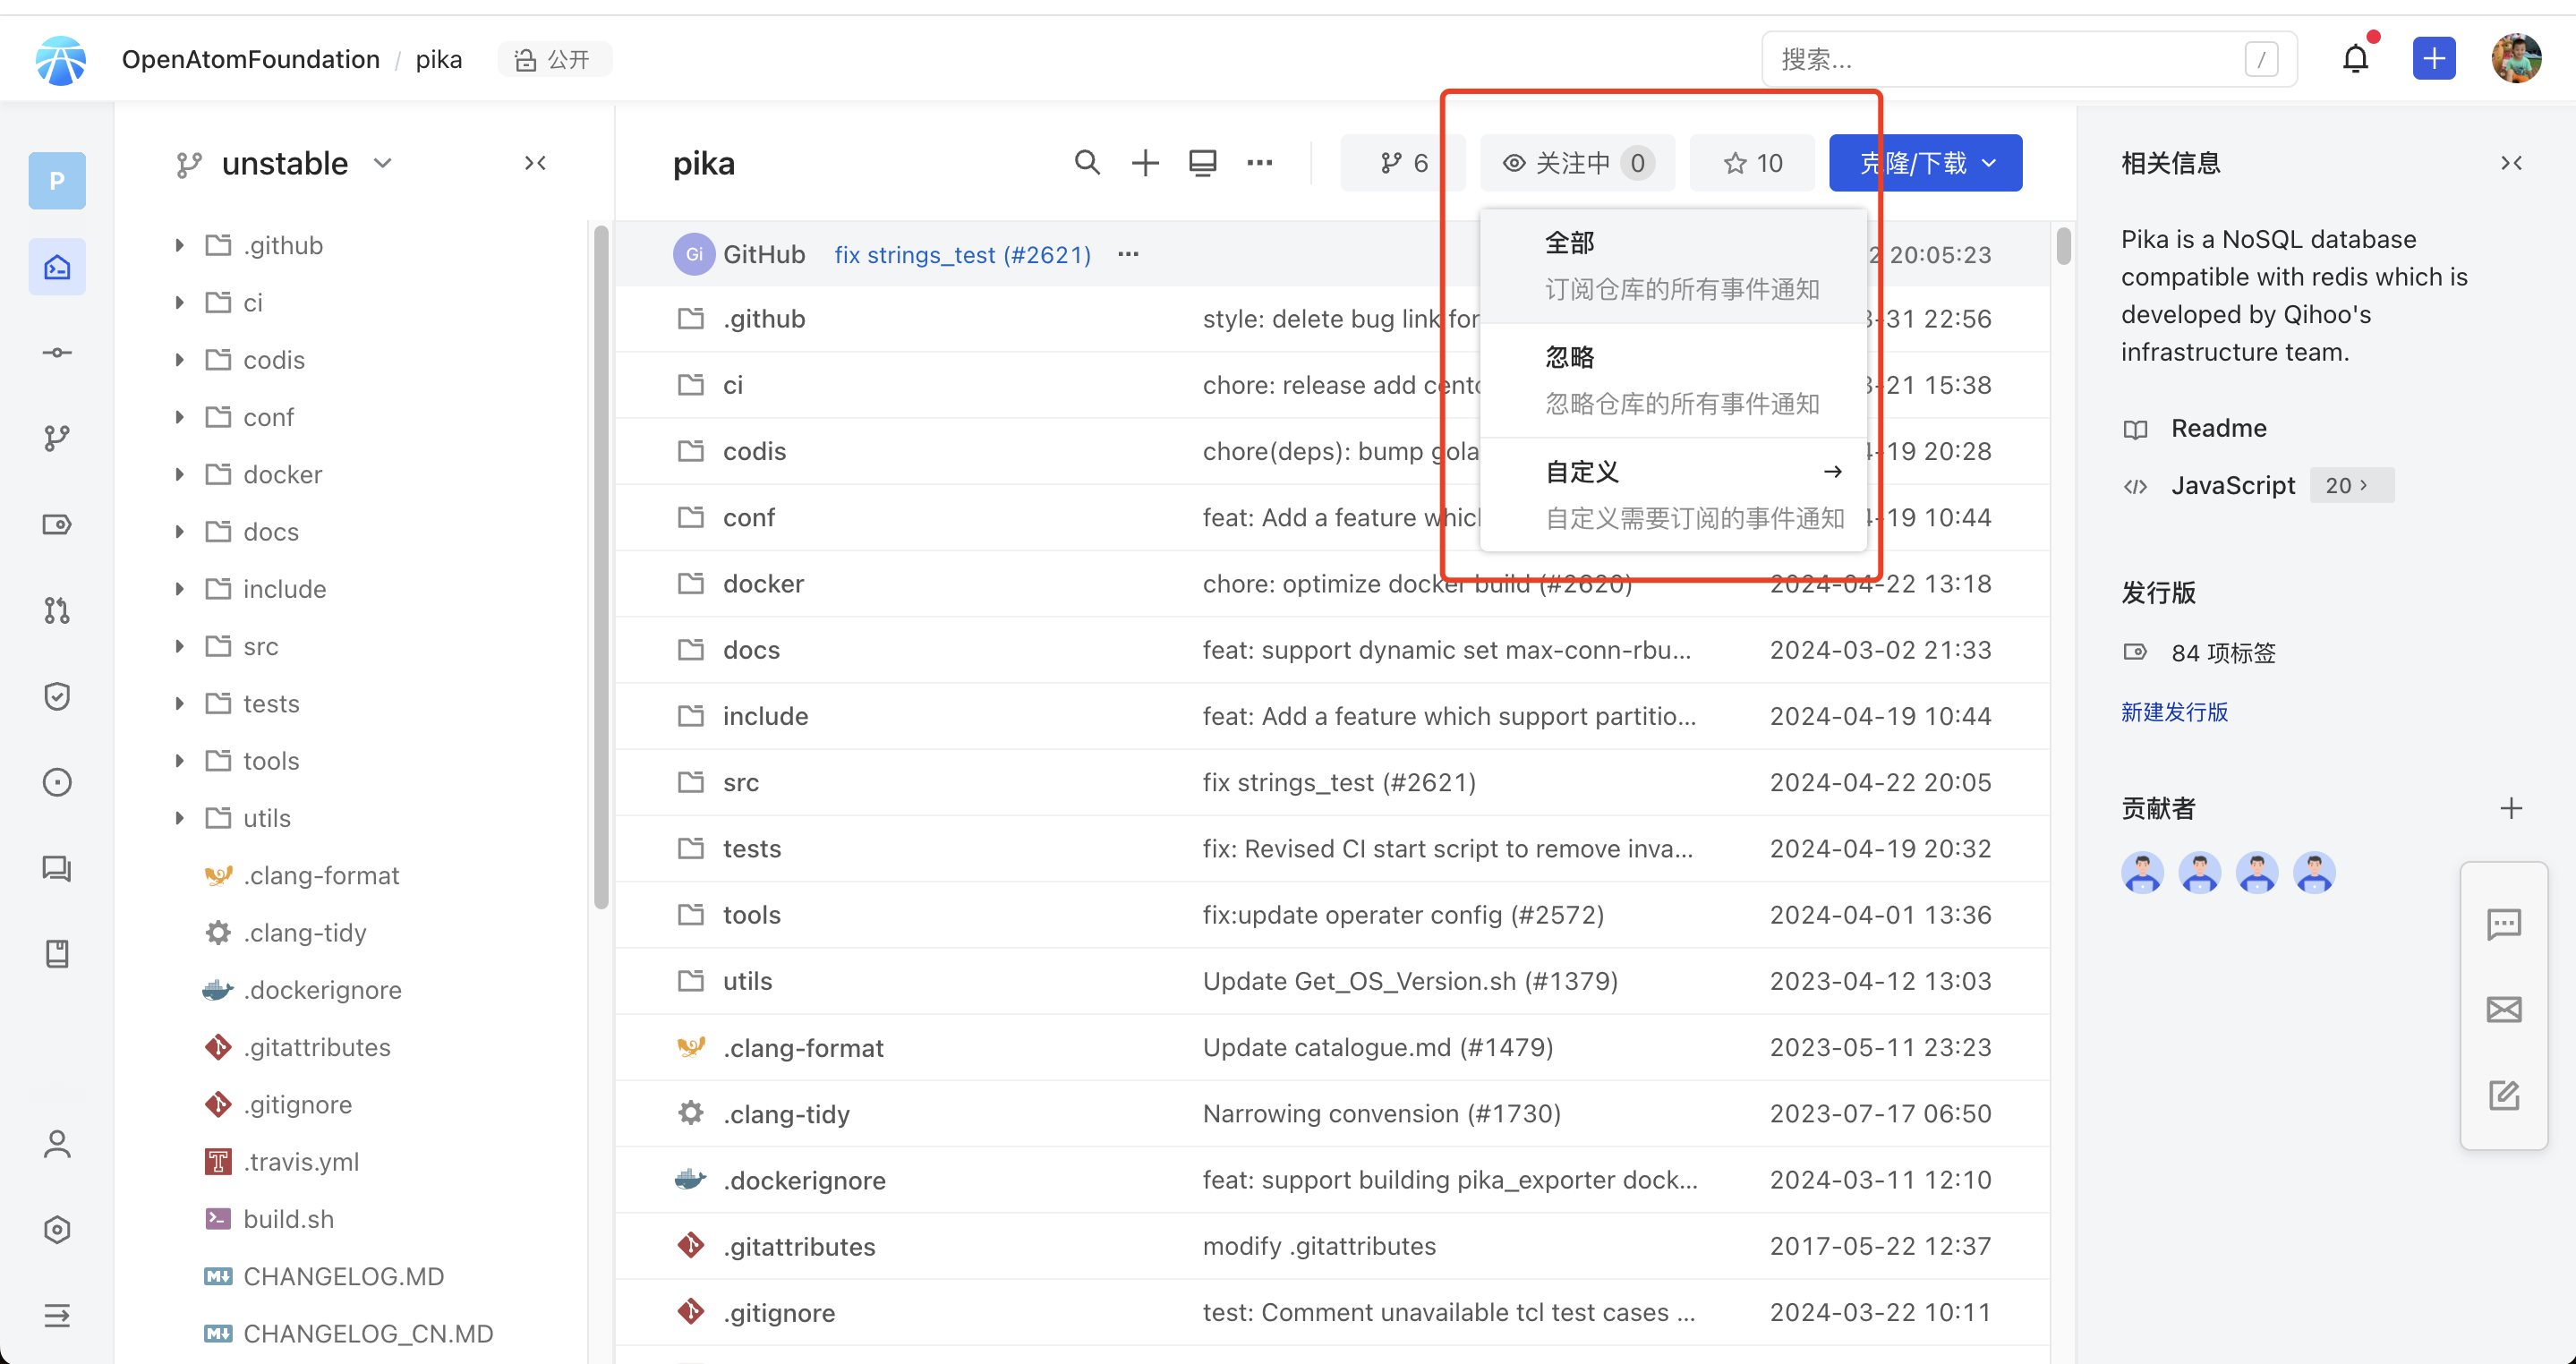 OpenAtomFoundation / pika 公开
搜索... /
P
unstable
.github
ci
codis
conf
docker
docs
include
src
tests
tools
utils
.clang-format
.clang-tidy
.dockerignore
.gitattributes
.gitignore
.travis.yml
build.sh
CHANGELOG.MD
CHANGELOG_CN.MD
pika
6
关注中 0
10
克隆/下载
Gi GitHub fix strings_test (#2621) ... 2 20:05:23
全部
订阅仓库的所有事件通知
忽略
忽略仓库的所有事件通知
自定义 →
自定义需要订阅的事件通知
.github style: delete bug link for -31 22:56
ci chore: release add cento -21 15:38
codis chore(deps): bump gola -19 20:28
conf feat: Add a feature which -19 10:44
docker chore: optimize docker build (#2620) 2024-04-22 13:18
docs feat: support dynamic set max-conn-rbu... 2024-03-02 21:33
include feat: Add a feature which support partitio... 2024-04-19 10:44
src fix strings_test (#2621) 2024-04-22 20:05
tests fix: Revised CI start script to remove inva... 2024-04-19 20:32
tools fix:update operater config (#2572) 2024-04-01 13:36
utils Update Get_OS_Version.sh (#1379) 2023-04-12 13:03
.clang-format Update catalogue.md (#1479) 2023-05-11 23:23
.clang-tidy Narrowing convension (#1730) 2023-07-17 06:50
.dockerignore feat: support building pika_exporter dock... 2024-03-11 12:10
.gitattributes modify .gitattributes 2017-05-22 12:37
.gitignore test: Comment unavailable tcl test cases ... 2024-03-22 10:11
相关信息
Pika is a NoSQL database
compatible with redis which is
developed by Qihoo's
infrastructure team.
Readme
JavaScript 20 >
发行版
84 项标签
新建发行版
贡献者